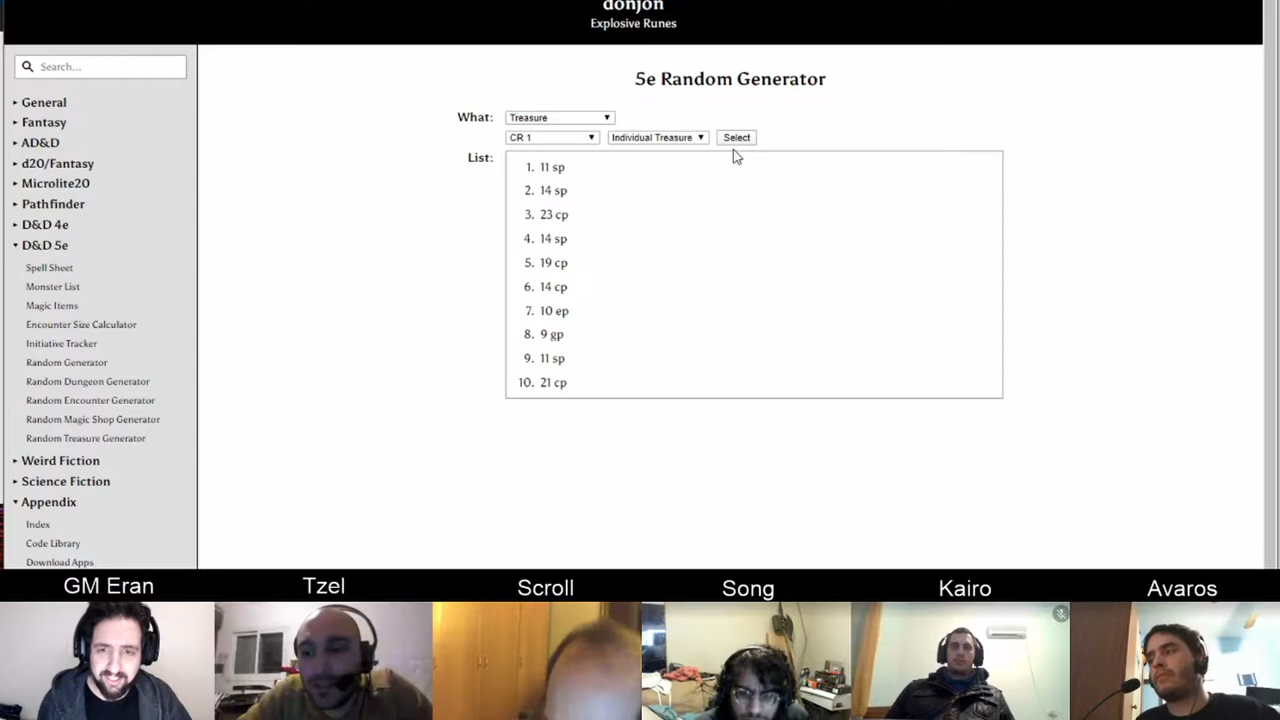 donjon
Explosive Runes
Search...
5e Random Generator
General
Fantasy
AD&D
d20/Fantasy
Microlite20
Pathfinder
D&D 4e
D&D 5e
Spell Sheet
Monster List
Magic Items
Encounter Size Calculator
Initiative Tracker
Random Generator
Random Dungeon Generator
Random Encounter Generator
Random Magic Shop Generator
Random Treasure Generator
Weird Fiction
Science Fiction
Appendix
Index
Code Library
Download Apps
What: Treasure
CR 1 Individual Treasure Select
List:
1. 11 sp
2. 14 sp
3. 23 cp
4. 14 sp
5. 19 cp
6. 14 cp
7. 10 ep
8. 9 gp
9. 11 sp
10. 21 cp
GM Eran Tzel Scroll Song Kairo Avaros